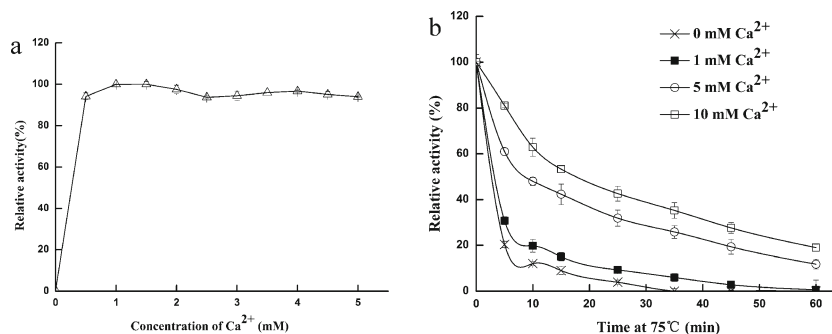 a
120
100
80
60
40
20
0
Relative activity(%)
0 1 2 3 4 5
Concentration of Ca2+ (mM)
b
120
100
80
60
40
20
0
Relative activity (%)
0 mM Ca2+
1 mM Ca2+
5 mM Ca2+
10 mM Ca2+
0 10 20 30 40 50 60
Time at 75℃ (min)